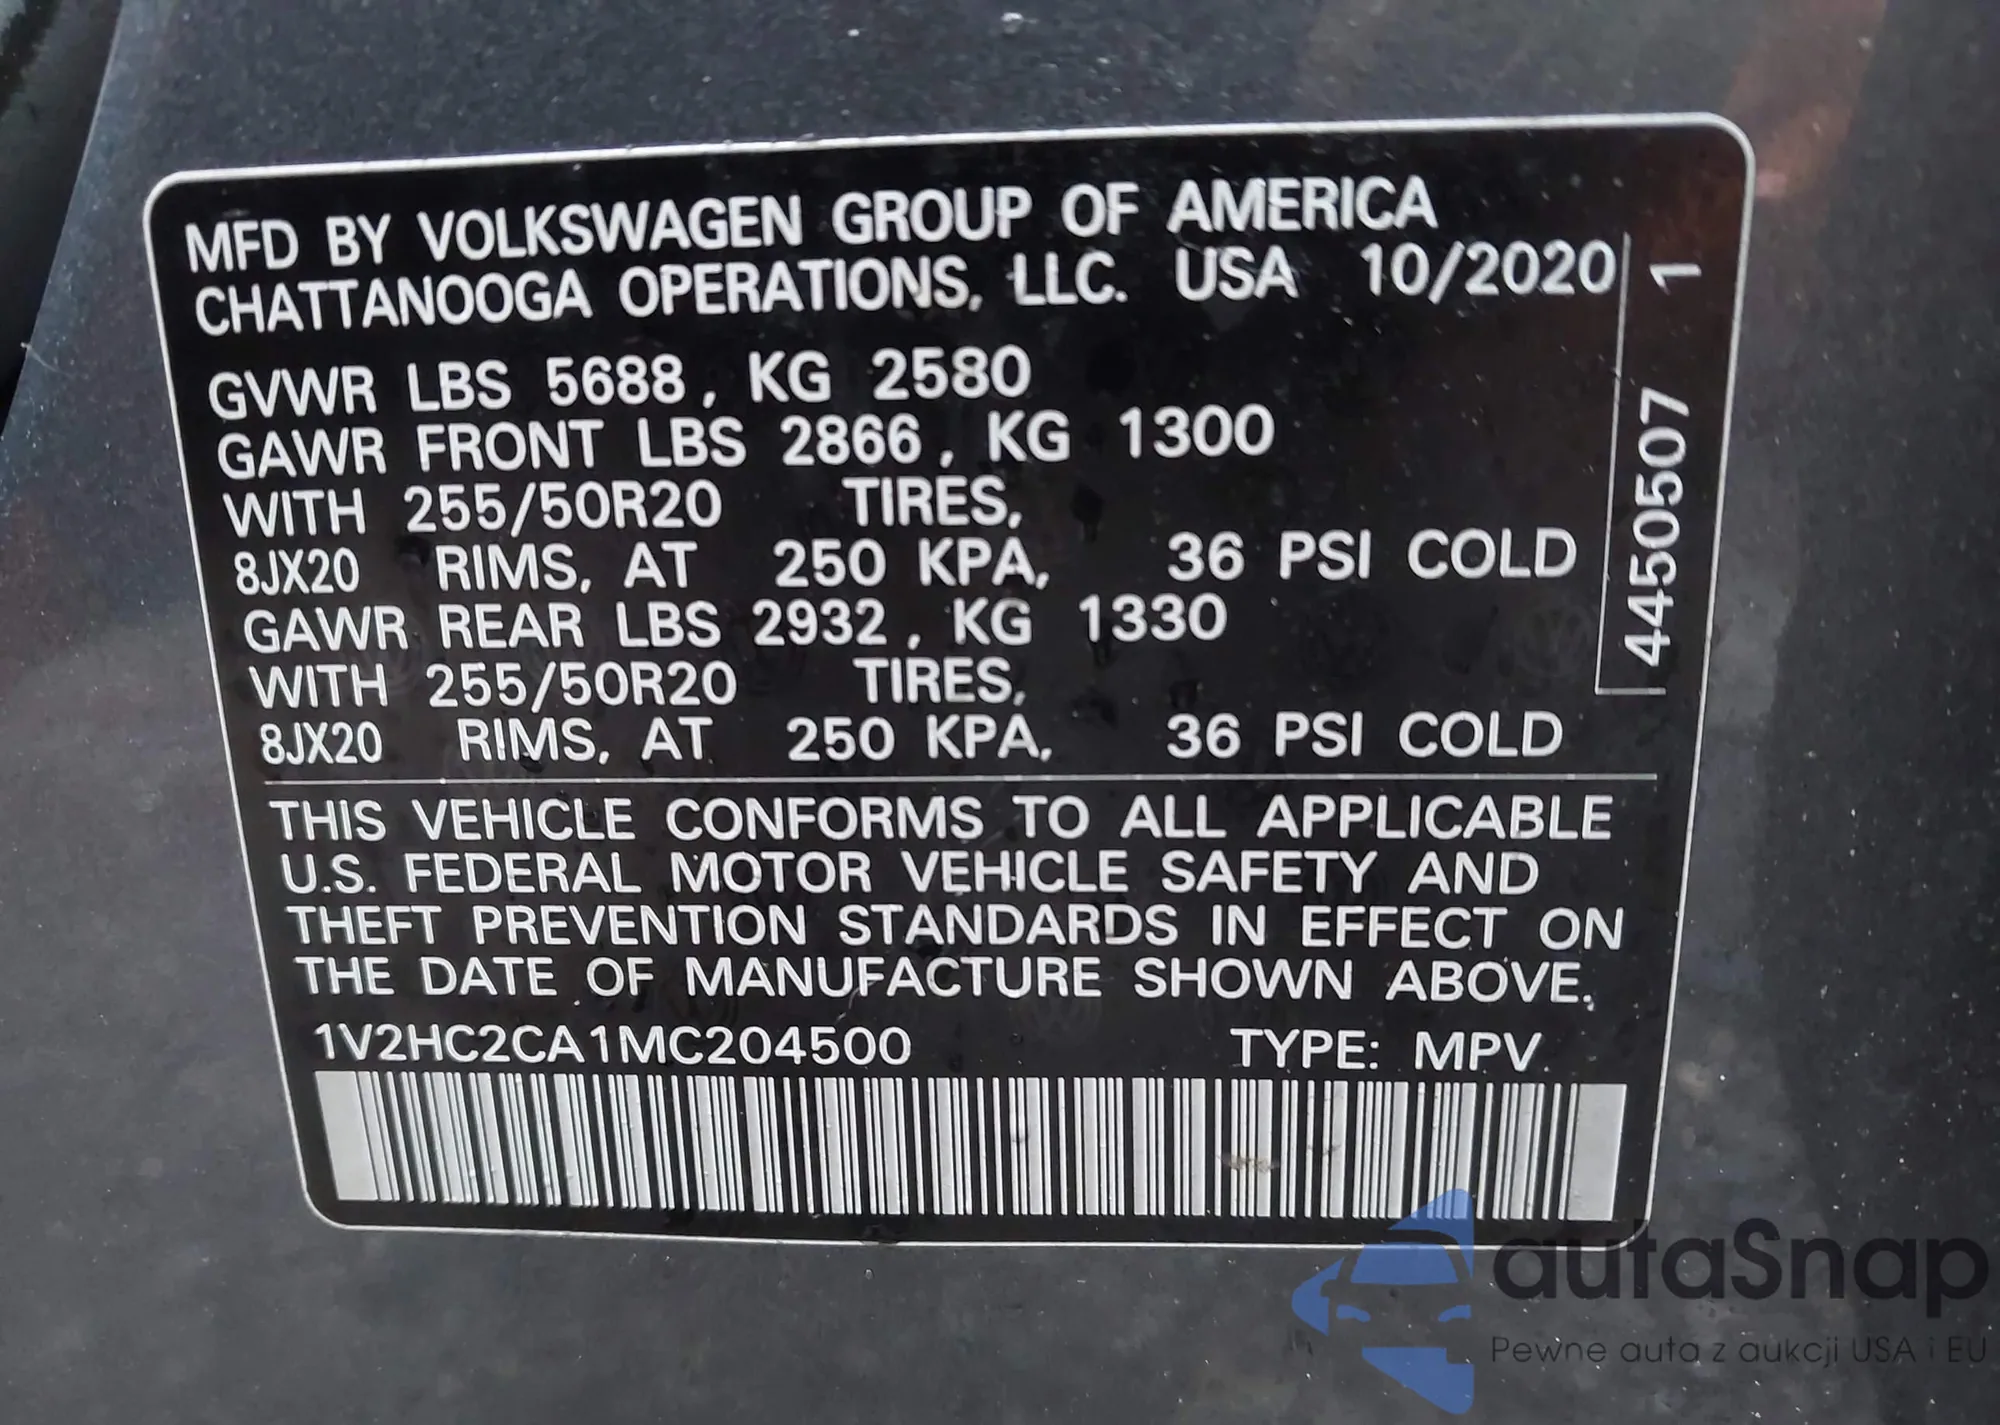 MFD BY VOLKSWAGEN GROUP OF AMERICA
CHATTANOOGA OPERATIONS, LLC. USA 10/2020
GVWR LBS 5688, KG 2580
GAWR FRONT LBS 2866, KG 1300
WITH 255/50R20 TIRES,
8JX20 RIMS, AT 250 KPA, 36 PSI COLD
GAWR REAR LBS 2932, KG 1330
WITH 255/50R20 TIRES,
8JX20 RIMS, AT 250 KPA, 36 PSI COLD
4450507 1
THIS VEHICLE CONFORMS TO ALL APPLICABLE
U.S. FEDERAL MOTOR VEHICLE SAFETY AND
THEFT PREVENTION STANDARDS IN EFFECT ON
THE DATE OF MANUFACTURE SHOWN ABOVE.
1V2HC2CA1MC204500 TYPE: MPV
autaSnap
Pewne auta z aukcji USA i EU